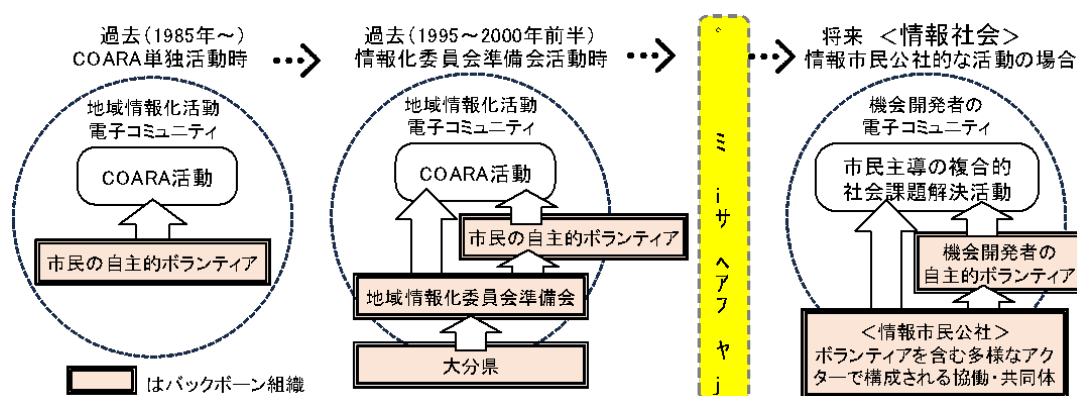 過去(1985年～)
COARA単独活動時
地域情報化活動
電子コミュニティ
COARA活動
市民の自主的ボランティア
はバックボーン組織
過去(1995～2000年前半)
情報化委員会準備会活動時
地域情報化活動
電子コミュニティ
COARA活動
市民の自主的ボランティア
地域情報化委員会準備会
大分県
。
ミ
iサ
ヘアフ
ヤ
j
将来 ＜情報社会＞
情報市民公社的な活動の場合
機会開発者の
電子コミュニティ
市民主導の複合的
社会課題解決活動
機会開発者の
自主的ボランティア
＜情報市民公社＞
ボランティアを含む多様なアク
ターで構成される協働・共同体